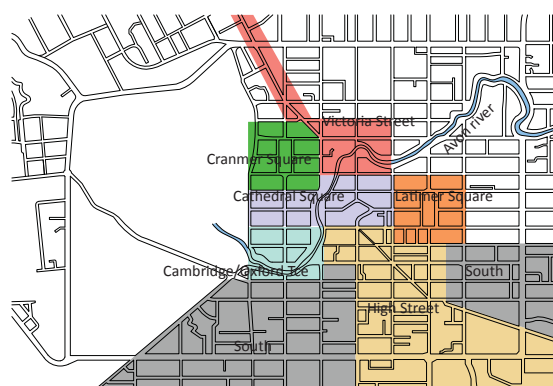 Victoria Street
Avon river
Cranmer Square
Cathedral Square
Latimer Square
Cambridge/Oxford Tce
South
High Street
South